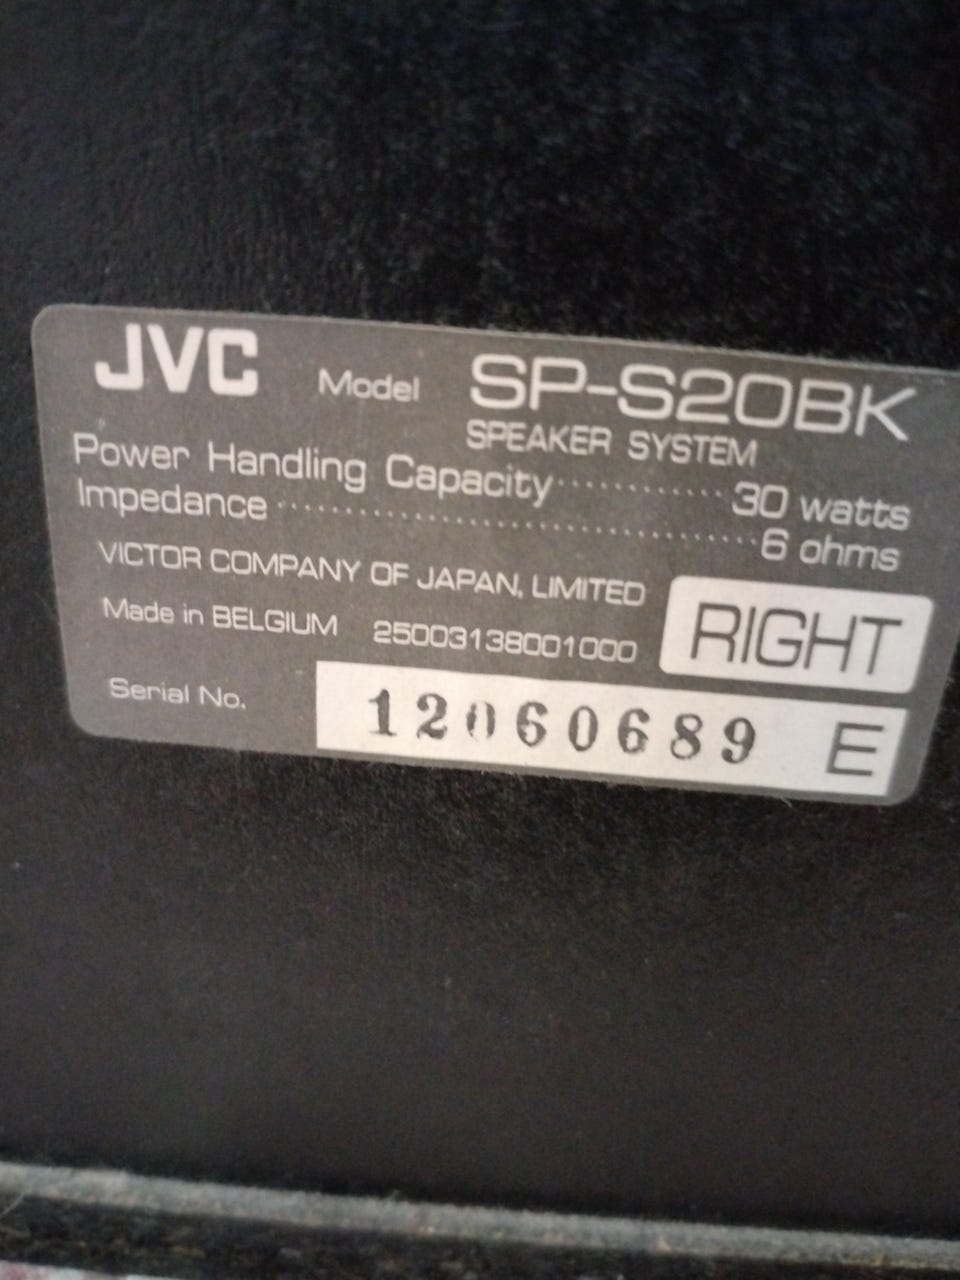 JVC Model SP-S20BK
SPEAKER SYSTEM
Power Handling Capacity 30 watts
Impedance 6 ohms
VICTOR COMPANY OF JAPAN, LIMITED
Made in BELGIUM 25003138001000
RIGHT
Serial No. 12060689 E